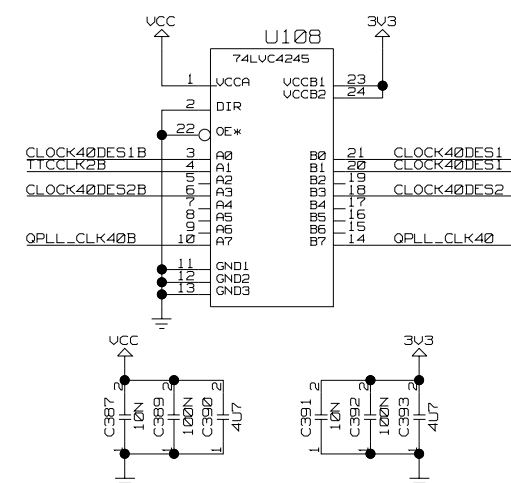 VCC 3V3
U108
74LVC4245
1 VCCA VCCB1 23
VCCB2 24
2 DIR
22 OE*
CLOCK40DES1B 3 A0 B0 21 CLOCK40DES1
TTCCLK2B 4 A1 B1 20 CLOCK40DES1
5 A2 B2 19
CLOCK40DES2B 6 A3 B3 18 CLOCK40DES2
7 A4 B4 17
8 A5 B5 16
9 A6 B6 15
QPLL_CLK40B 10 A7 B7 14 QPLL_CLK40
11 GND1
12 GND2
13 GND3
VCC 3V3
2 2 2 2 2 2
C387 10N C389 100N C390 4U7 C391 10N C392 100N C393 4U7
1 1 1 1 1 1